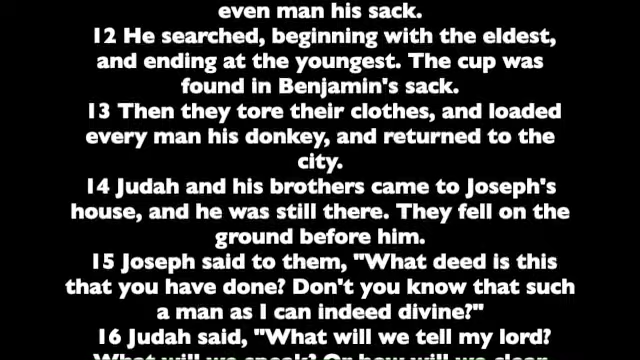 even man his sack.
12 He searched, beginning with the eldest,
and ending at the youngest. The cup was
found in Benjamin's sack.
13 Then they tore their clothes, and loaded
every man his donkey, and returned to the
city.
14 Judah and his brothers came to Joseph's
house, and he was still there. They fell on the
ground before him.
15 Joseph said to them, "What deed is this
that you have done? Don't you know that such
a man as I can indeed divine?"
16 Judah said, "What will we tell my lord?
What will we speak? Or how will we clear